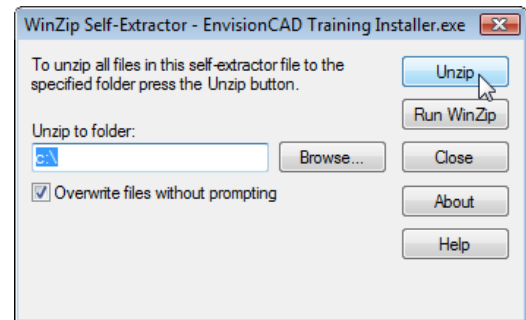 WinZip Self-Extractor - EnvisionCAD Training Installer.exe
To unzip all files in this self-extractor file to the
specified folder press the Unzip button.
Unzip to folder:
c:\
Browse...
Overwrite files without prompting
Unzip
Run WinZip
Close
About
Help